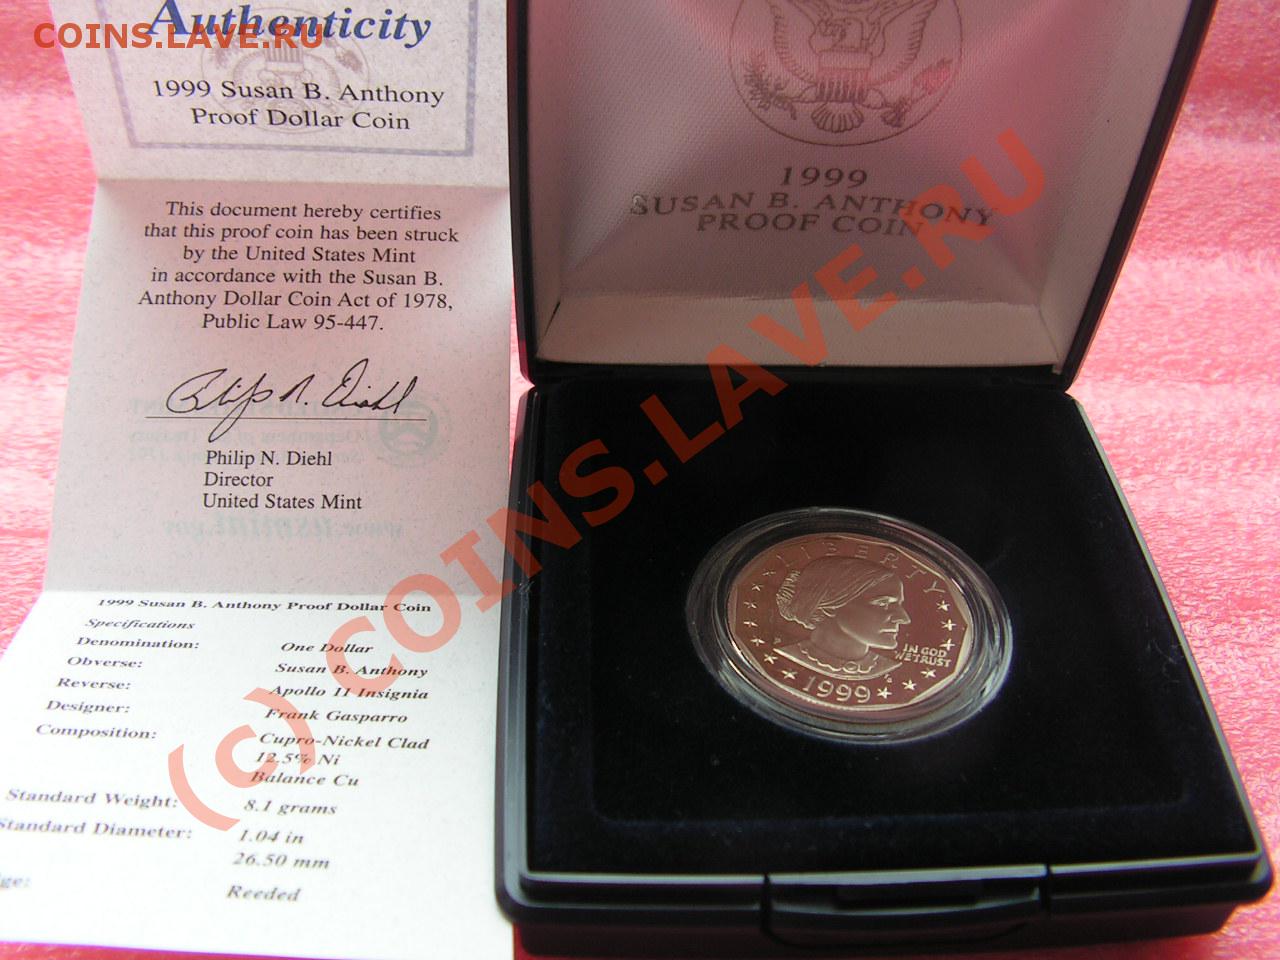 Authenticity
COINS.LAVE.RU
1999 Susan B. Anthony
Proof Dollar Coin
This document hereby certifies
that this proof coin has been struck
by the United States Mint
in accordance with the Susan B.
Anthony Dollar Coin Act of 1978,
Public Law 95-447.
Philip N. Diehl
Philip N. Diehl
Director
United States Mint
www.usmint.gov
1999 Susan B. Anthony Proof Dollar Coin
Specifications
Denomination: One Dollar
Obverse: Susan B. Anthony
Reverse: Apollo 11 Insignia
Designer: Frank Gasparro
Composition: Cupro-Nickel Clad
12.5% Ni
Balance Cu
Standard Weight: 8.1 grams
Standard Diameter: 1.04 in
26.50 mm
Reeded
1999
SUSAN B. ANTHONY
PROOF COIN
LIBERTY
IN GOD
WE TRUST
P
1999
(c) COINS.LAVE.RU